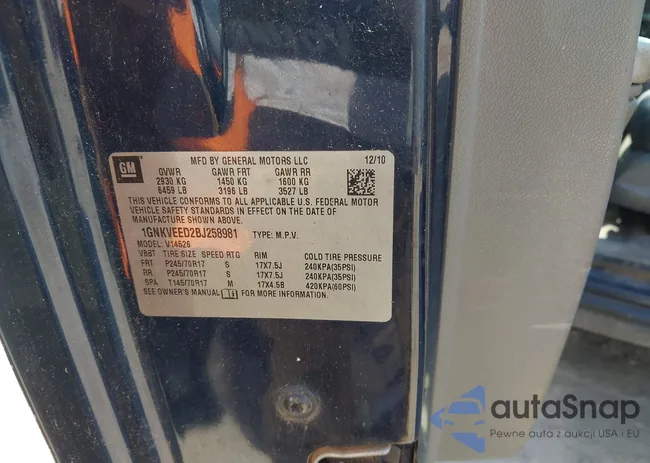 GM
MFD BY GENERAL MOTORS LLC 12/10
GVWR GAWR FRT GAWR RR
2930 KG 1450 KG 1600 KG
6459 LB 3196 LB 3527 LB
THIS VEHICLE CONFORMS TO ALL APPLICABLE U.S. FEDERAL MOTOR
VEHICLE SAFETY STANDARDS IN EFFECT ON THE DATE OF
MANUFACTURE SHOWN ABOVE.
1GNKVEED2BJ258981 TYPE: M.P.V.
MODEL: V14526
VBBT TIRE SIZE SPEED RTG RIM COLD TIRE PRESSURE
FRT P245/70R17 S 17X7.5J 240KPA(35PSI)
RR P245/70R17 S 17X7.5J 240KPA(35PSI)
SPA T145/70R17 M 17X4.5B 420KPA(60PSI)
SEE OWNER'S MANUAL FOR MORE INFORMATION.
autaSnap
Pewne auta z aukcji USA i EU